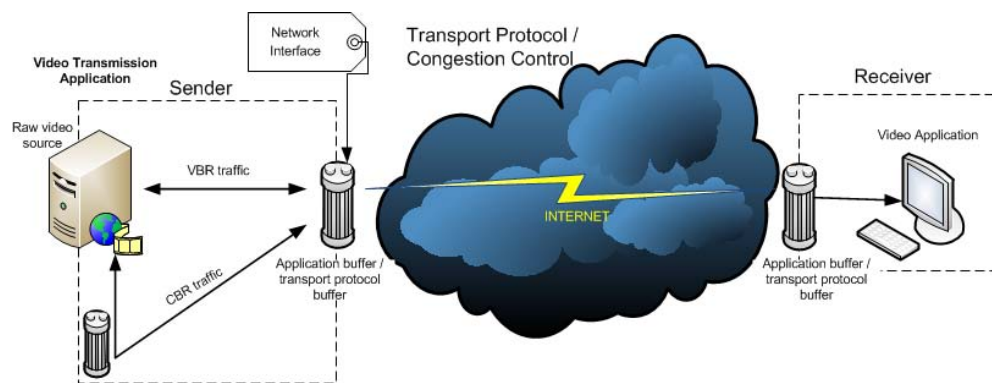 Network
Interface
Transport Protocol /
Congestion Control
Video Transmission
Application
Sender
Receiver
Raw video
source
Video Application
VBR traffic
INTERNET
CBR traffic
Application buffer /
transport protocol
buffer
Application buffer /
transport protocol
buffer